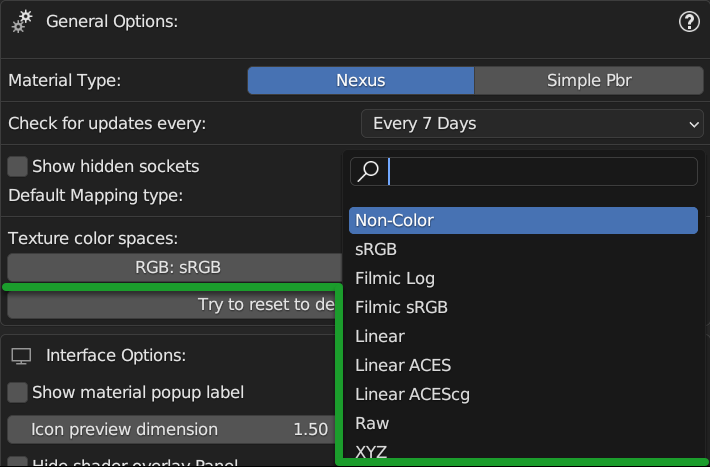 General Options:
Material Type:
Nexus
Simple Pbr
Check for updates every:
Every 7 Days
Show hidden sockets
Default Mapping type:
Texture color spaces:
RGB: sRGB
Try to reset to de
Interface Options:
Show material popup label
Icon preview dimension 1.50
Hide shader overlay Panel
Non-Color
sRGB
Filmic Log
Filmic sRGB
Linear
Linear ACES
Linear ACEScg
Raw
XYZ